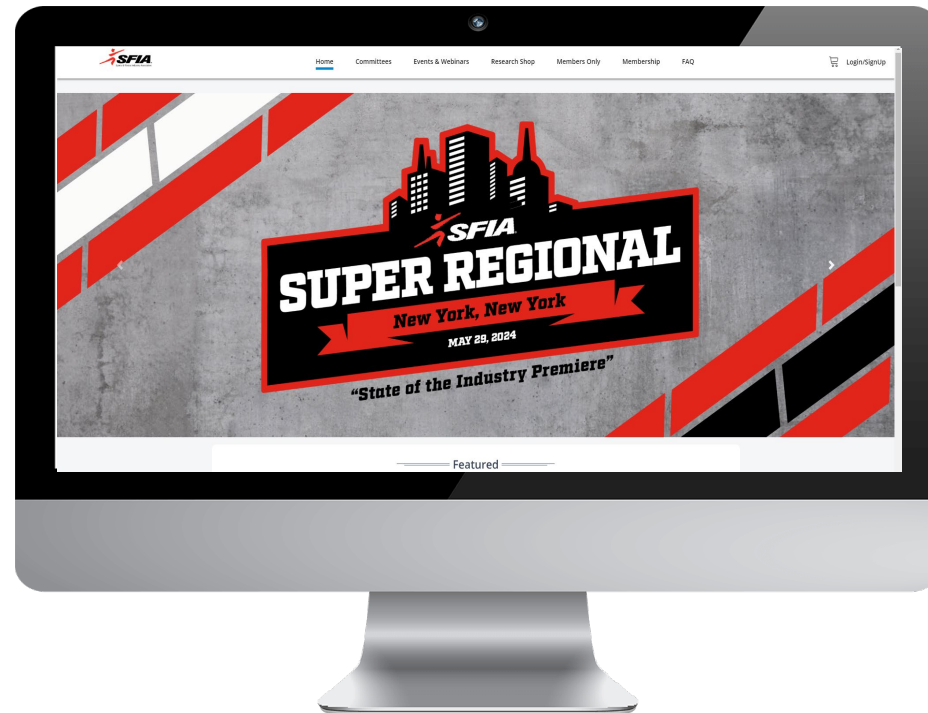 SFIA
Home Committees Events & Webinars Research Shop Members Only Membership FAQ Login/SignUp
SFIA
SUPER REGIONAL
New York, New York
MAY 29, 2024
“State of the Industry Premiere”
Featured